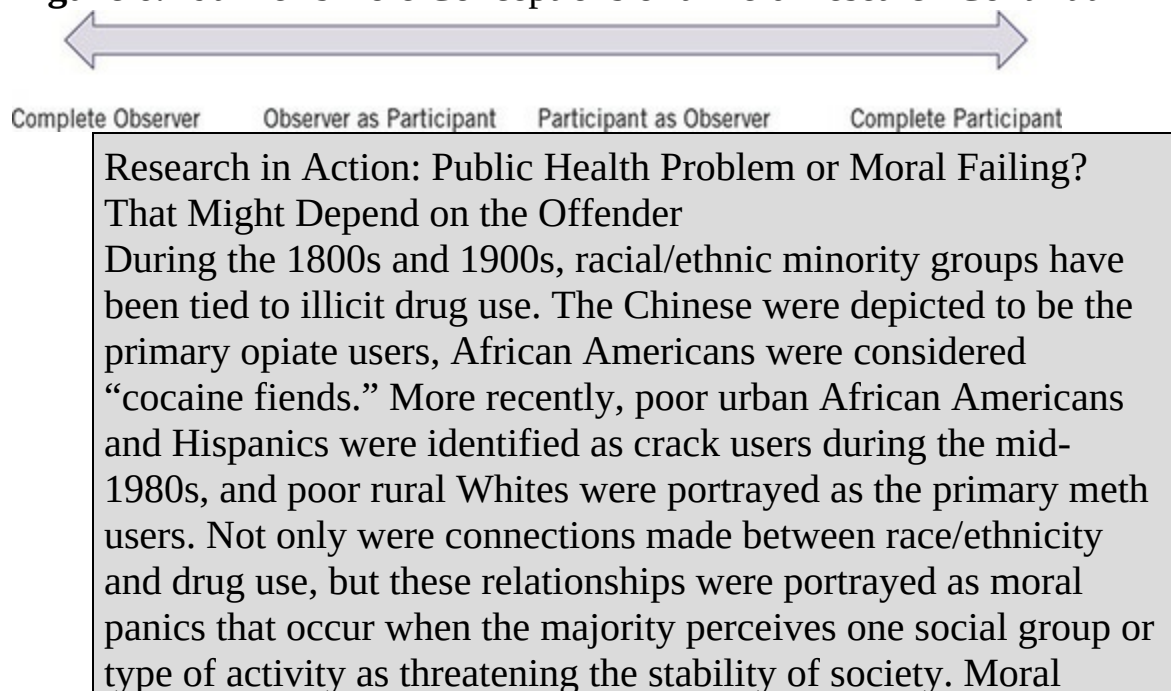 Complete Observer Observer as Participant Participant as Observer Complete Participant
Research in Action: Public Health Problem or Moral Failing?
That Might Depend on the Offender
During the 1800s and 1900s, racial/ethnic minority groups have
been tied to illicit drug use. The Chinese were depicted to be the
primary opiate users, African Americans were considered
“cocaine fiends.” More recently, poor urban African Americans
and Hispanics were identified as crack users during the mid-
1980s, and poor rural Whites were portrayed as the primary meth
users. Not only were connections made between race/ethnicity
and drug use, but these relationships were portrayed as moral
panics that occur when the majority perceives one social group or
type of activity as threatening the stability of society. Moral